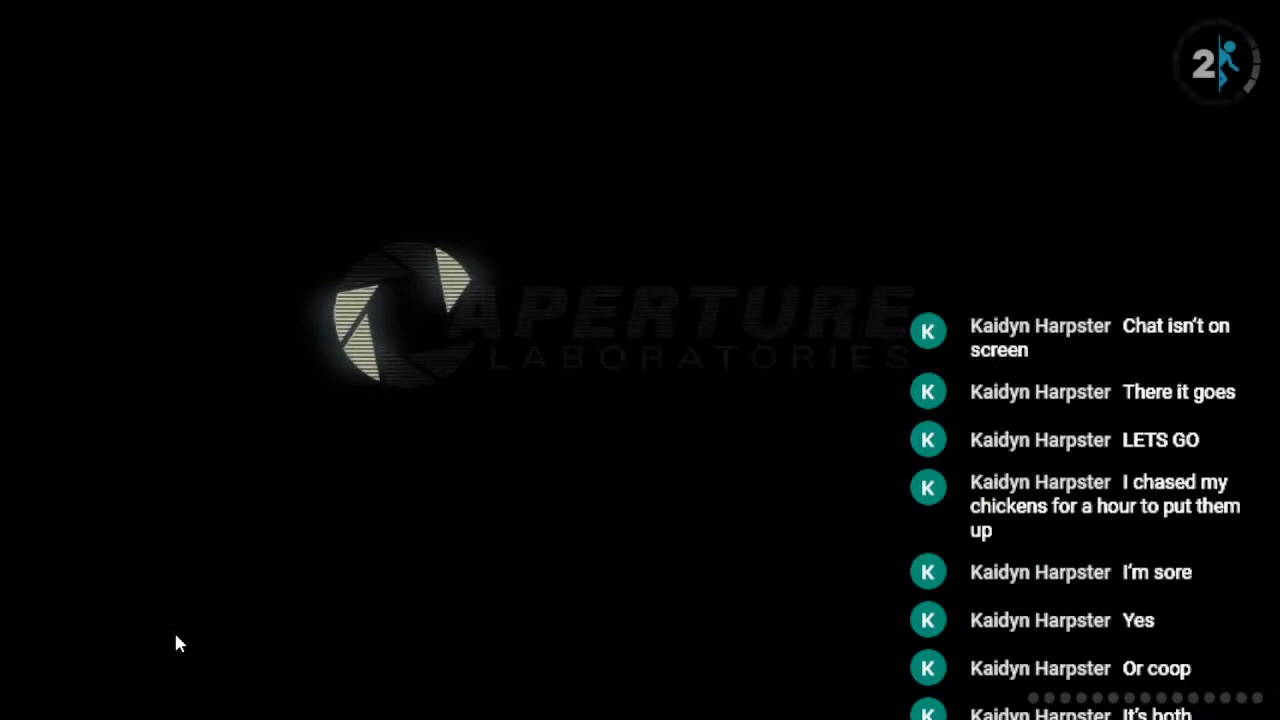 2
APERTURE
LABORATORIES
K Kaidyn Harpster Chat isn't on
screen
K Kaidyn Harpster There it goes
K Kaidyn Harpster LETS GO
K Kaidyn Harpster I chased my
chickens for a hour to put them
up
K Kaidyn Harpster I'm sore
K Kaidyn Harpster Yes
K Kaidyn Harpster Or coop
K Kaidyn Harpster It's both